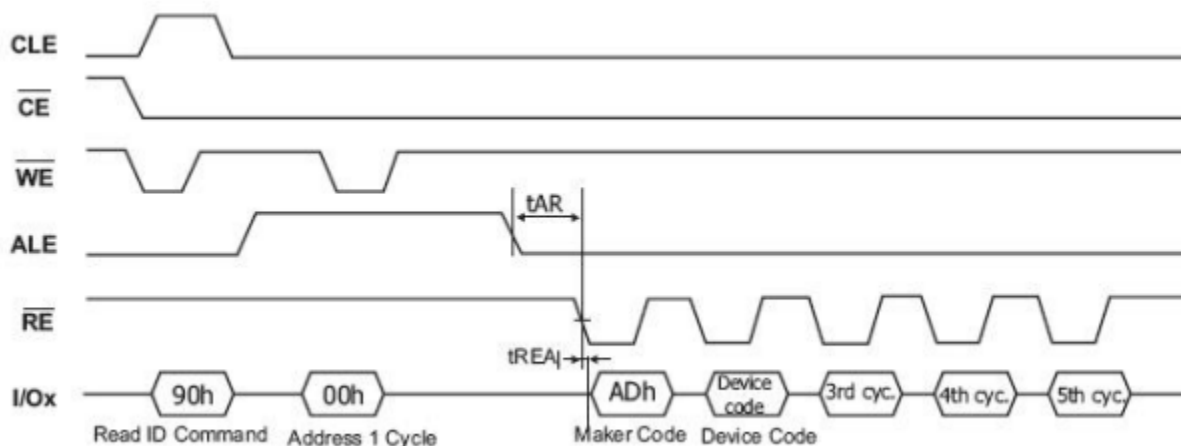 CLE
CE
WE
tAR
ALE
RE
tREA
I/Ox 90h 00h ADh Device code 3rd cyc. 4th cyc. 5th cyc.
Read ID Command Address 1 Cycle Maker Code Device Code